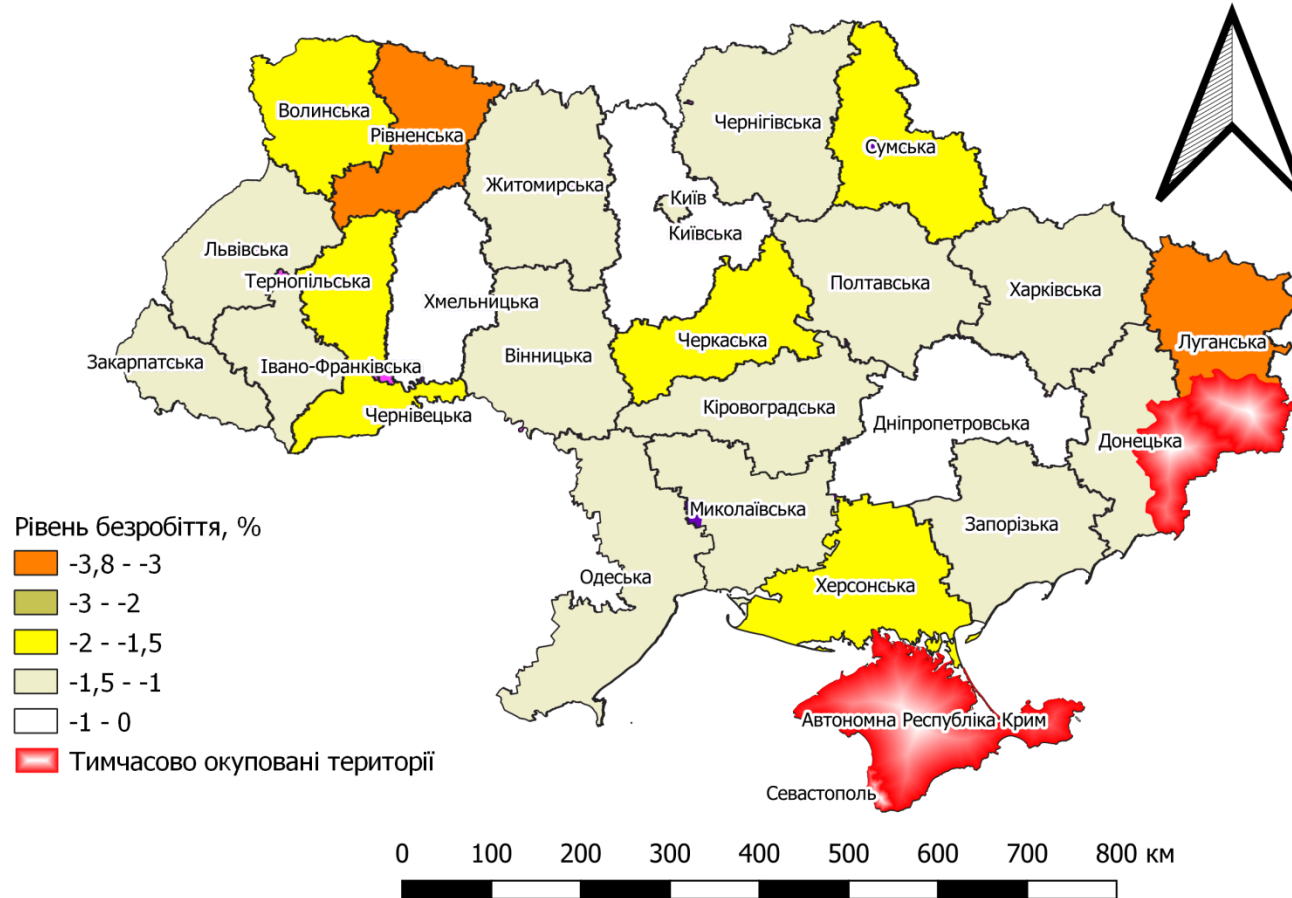 Волинська
Рівненська
Чернігівська
Сумська
Житомирська
Київ
Київська
Львівська
Тернопільська
Хмельницька
Полтавська
Харківська
Черкаська
Луганська
Закарпатська
Івано-Франківська
Вінницька
Чернівецька
Кіровоградська
Дніпропетровська
Донецька
Миколаївська
Запорізька
Одеська
Херсонська
Автономна Республіка Крим
Севастополь
Рівень безробіття, %
-3,8 - -3
-3 - -2
-2 - -1,5
-1,5 - -1
-1 - 0
Тимчасово окуповані території
0 100 200 300 400 500 600 700 800 км